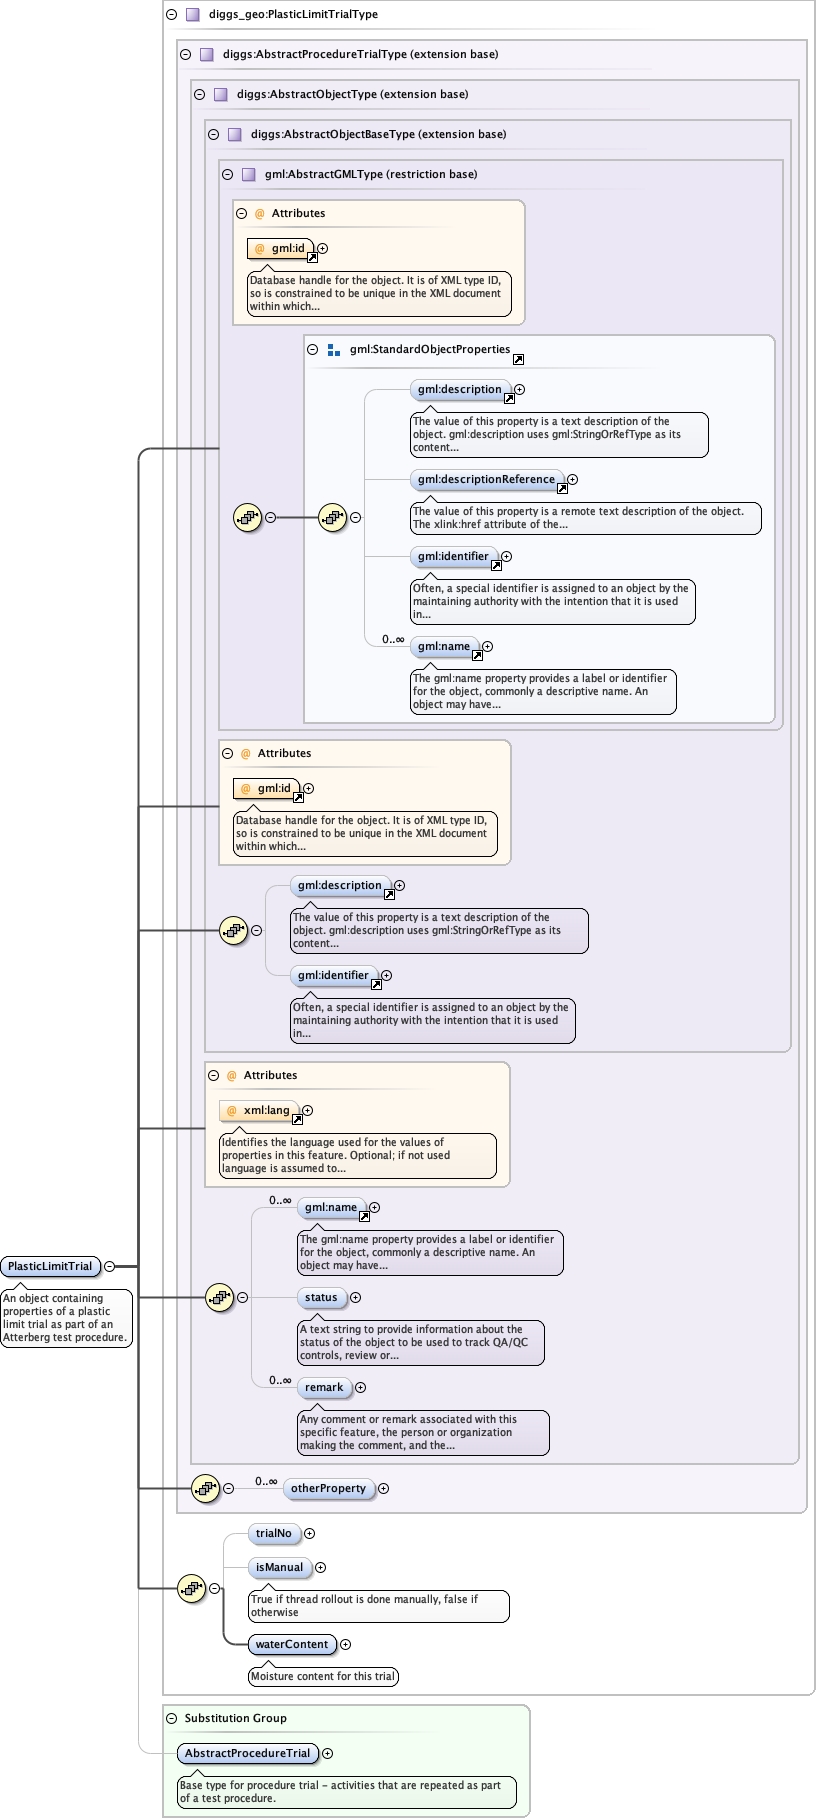 diggs_geo:PlasticLimitTrialType
diggs:AbstractProcedureTrialType (extension base)
diggs:AbstractObjectType (extension base)
diggs:AbstractObjectBaseType (extension base)
gml:AbstractGMLType (restriction base)
@ Attributes
@ gml:id
Database handle for the object. It is of XML type ID,
so is constrained to be unique in the XML document
within which...
gml:StandardObjectProperties
gml:description
The value of this property is a text description of the
object. gml:description uses gml:StringOrRefType as its
content...
gml:descriptionReference
The value of this property is a remote text description of the object.
The xlink:href attribute of the...
gml:identifier
Often, a special identifier is assigned to an object by the
maintaining authority with the intention that it is used
in...
0..∞
gml:name
The gml:name property provides a label or identifier
for the object, commonly a descriptive name. An
object may have...
@ Attributes
@ gml:id
Database handle for the object. It is of XML type ID,
so is constrained to be unique in the XML document
within which...
gml:description
The value of this property is a text description of the
object. gml:description uses gml:StringOrRefType as its
content...
gml:identifier
Often, a special identifier is assigned to an object by the
maintaining authority with the intention that it is used
in...
@ Attributes
@ xml:lang
Identifies the language used for the values of
properties in this feature. Optional; if not used
language is assumed to...
0..∞
gml:name
The gml:name property provides a label or identifier
for the object, commonly a descriptive name. An
object may have...
PlasticLimitTrial
An object containing
properties of a plastic
limit trial as part of an
Atterberg test procedure.
status
A text string to provide information about the
status of the object to be used to track QA/QC
controls, review or...
0..∞
remark
Any comment or remark associated with this
specific feature, the person or organization
making the comment, and the...
0..∞
otherProperty
trialNo
isManual
True if thread rollout is done manually, false if
otherwise
waterContent
Moisture content for this trial
Substitution Group
AbstractProcedureTrial
Base type for procedure trial – activities that are repeated as part
of a test procedure.